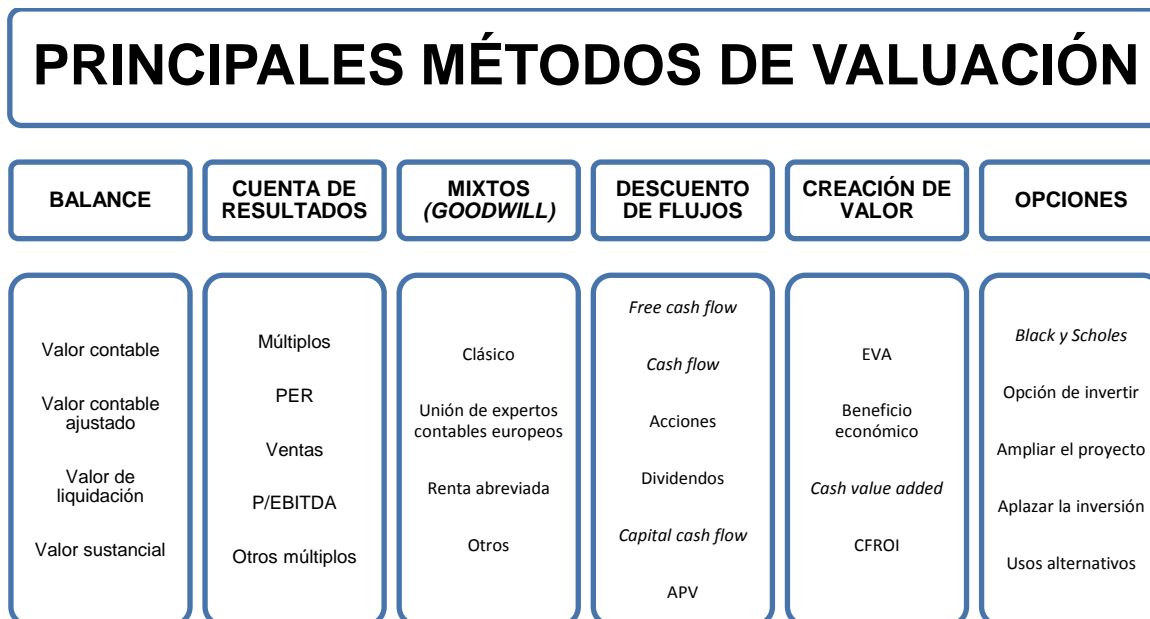 PRINCIPALES MÉTODOS DE VALUACIÓN
BALANCE
CUENTA DE
RESULTADOS
MIXTOS
(GOODWILL)
DESCUENTO
DE FLUJOS
CREACIÓN DE
VALOR
OPCIONES
Valor contable
Valor contable
ajustado
Valor de
liquidación
Valor sustancial
Múltiplos
PER
Ventas
P/EBITDA
Otros múltiplos
Clásico
Unión de expertos
contables europeos
Renta abreviada
Otros
Free cash flow
Cash flow
Acciones
Dividendos
Capital cash flow
APV
EVA
Beneficio
económico
Cash value added
CFROI
Black y Scholes
Opción de invertir
Ampliar el proyecto
Aplazar la inversión
Usos alternativos